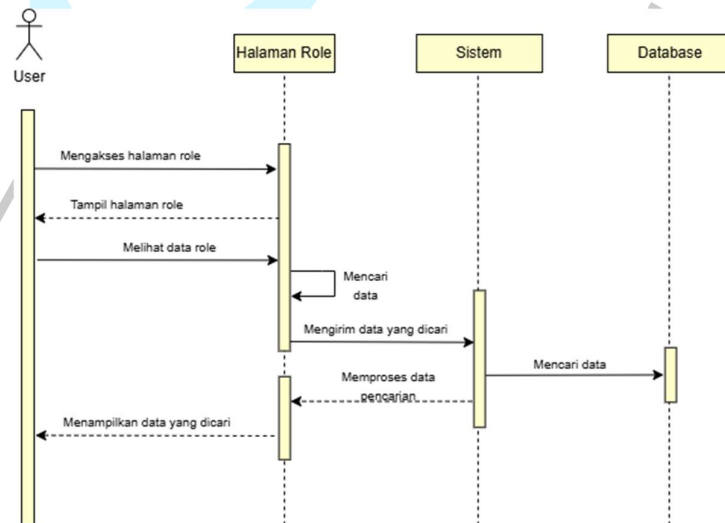 User
Halaman Role
Sistem
Database
Mengakses halaman role
Tampil halaman role
Melihat data role
Mencari
data
Mengirim data yang dicari
Mencari data
Memproses data
pencarian
Menampilkan data yang dicari